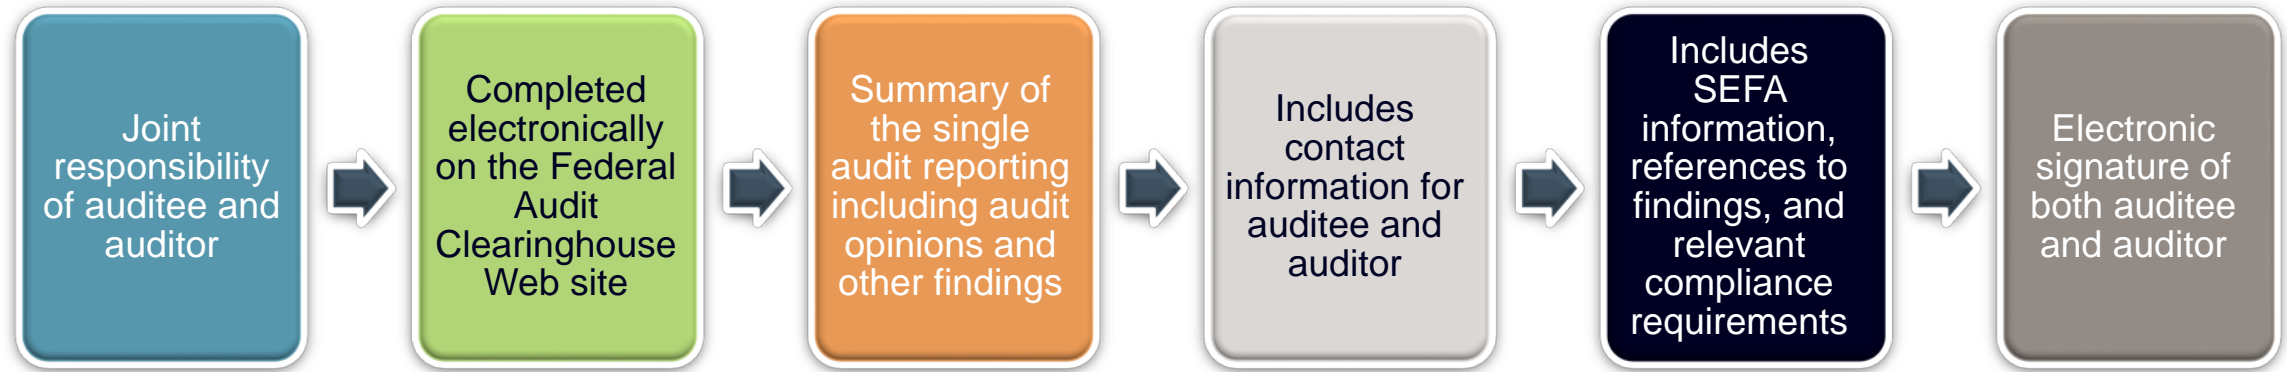 Joint
responsibility
of auditee and
auditor
Completed
electronically
on the Federal
Audit
Clearinghouse
Web site
Summary of
the single
audit reporting
including audit
opinions and
other findings
Includes
contact
information for
auditee and
auditor
Includes
SEFA
information,
references to
findings, and
relevant
compliance
requirements
Electronic
signature of
both auditee
and auditor